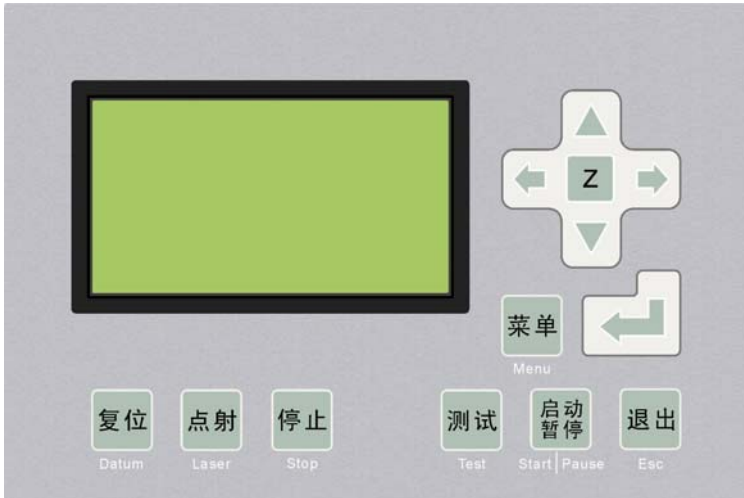 Z
菜单
Menu
复位
点射
停止
测试
启动
暂停
退出
Datum
Laser
Stop
Test
Start|Pause
Esc